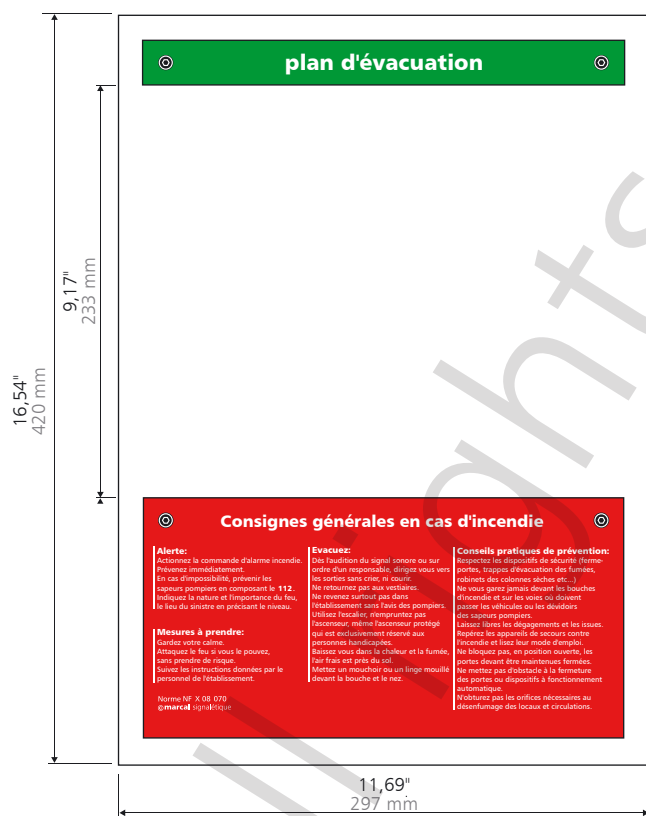 plan d'évacuation
9,17"
233 mm
16,54"
420 mm
Consignes générales en cas d'incendie
Alerte:
Actionnez la commande d'alarme incendie.
Prévenez immédiatement.
En cas d'impossibilité, prévenir les
sapeurs pompiers en composant le 112.
Indiquez la nature et l'importance du feu,
le lieu du sinistre en précisant le niveau.
Mesures à prendre:
Gardez votre calme.
Attaquez le feu si vous le pouvez,
sans prendre de risque.
Suivez les instructions données par le
personnel de l'établissement.
Norme NF X 08 070
©marcal signalétique
Evacuez:
Dès l'audition du signal sonore ou sur
ordre d'un responsable, dirigez vous vers
les sorties sans crier, ni courir.
Ne retournez pas aux vestiaires.
Ne revenez surtout pas dans
l'établissement sans l'avis des pompiers.
Utilisez l'escalier, n'empruntez pas
l'ascenseur, même l'ascenseur protégé
qui est exclusivement réservé aux
personnes handicapées.
Baissez vous dans la chaleur et la fumée,
l'air frais est près du sol.
Mettez un mouchoir ou un linge mouillé
devant la bouche et le nez.
Conseils pratiques de prévention:
Respectez les dispositifs de sécurité (ferme-
portes, trappes d'évacuation des fumées,
robinets des colonnes sèches etc...)
Ne vous garez jamais devant les bouches
d'incendie et sur les voies où doivent
passer les véhicules ou les dévidoirs
des sapeurs pompiers.
Laissez libres les dégagements et les issues.
Repérez les appareils de secours contre
l'incendie et lisez leur mode d'emploi.
Ne bloquez pas, en position ouverte, les
portes devant être maintenues fermées.
Ne mettez pas d'obstacle à la fermeture
des portes ou dispositifs à fonctionnement
automatique.
N'obturez pas les orifices nécessaires au
désenfumage des locaux et circulations.
11,69"
297 mm
ll rights